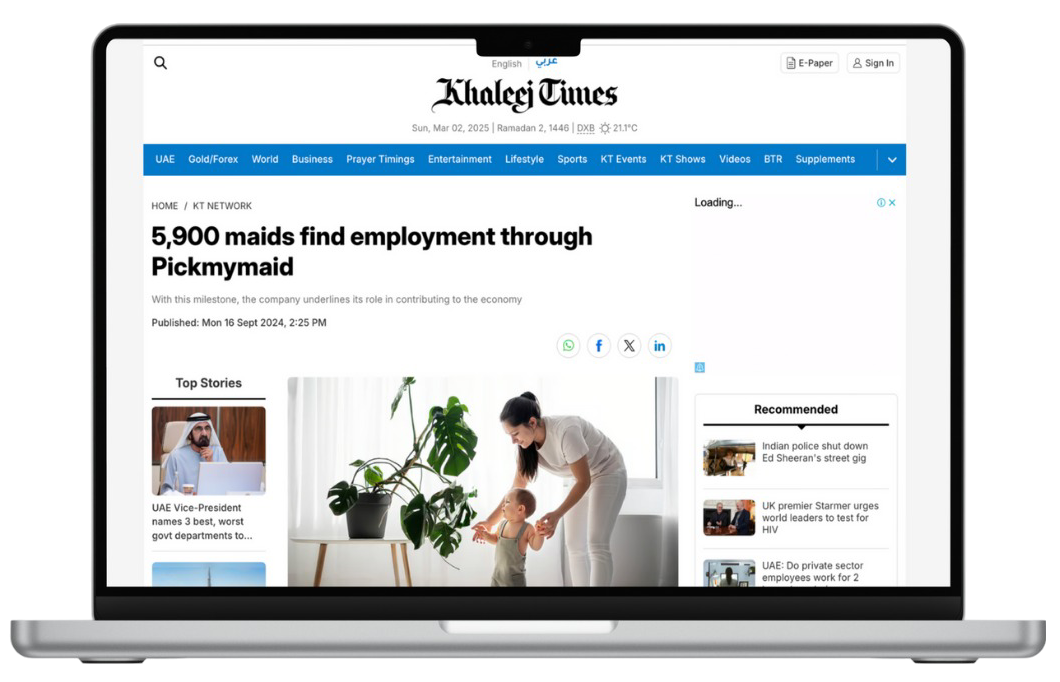 English
عربي
E-Paper
Sign In
Khaleej Times
Sun, Mar 02, 2025 | Ramadan 2, 1446 | DXB 21.1°C
UAE Gold/Forex World Business Prayer Timings Entertainment Lifestyle Sports KT Events KT Shows Videos BTR Supplements
HOME / KT NETWORK
5,900 maids find employment through
Pickmymaid
With this milestone, the company underlines its role in contributing to the economy
Published: Mon 16 Sept 2024, 2:25 PM
Top Stories
UAE Vice-President
names 3 best, worst
govt departments to...
Loading...
Recommended
Indian police shut down
Ed Sheeran's street gig
UK premier Starmer urges
world leaders to test for
HIV
UAE: Do private sector
employees work for 2